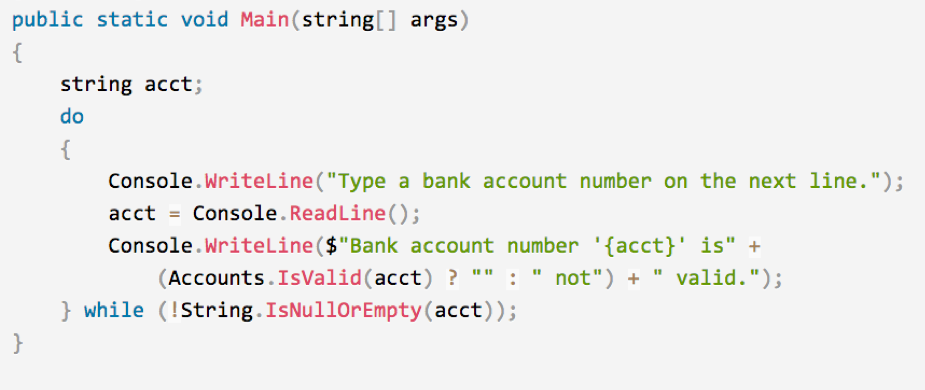 public static void Main(string[] args)
{
    string acct;
    do
    {
        Console.WriteLine("Type a bank account number on the next line.");
        acct = Console.ReadLine();
        Console.WriteLine($"Bank account number '{acct}' is" +
            (Accounts.IsValid(acct) ? "" : " not") + " valid.");
    } while (!String.IsNullOrEmpty(acct));
}